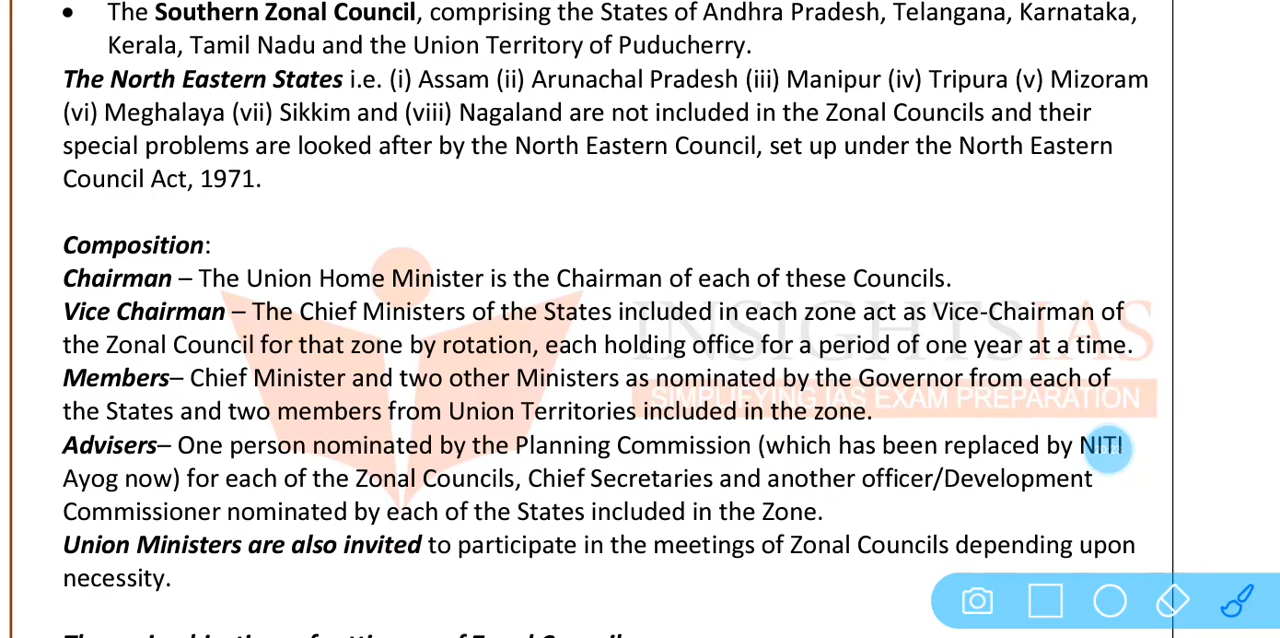 • The Southern Zonal Council, comprising the States of Andhra Pradesh, Telangana, Karnataka,
Kerala, Tamil Nadu and the Union Territory of Puducherry.
The North Eastern States i.e. (i) Assam (ii) Arunachal Pradesh (iii) Manipur (iv) Tripura (v) Mizoram
(vi) Meghalaya (vii) Sikkim and (viii) Nagaland are not included in the Zonal Councils and their
special problems are looked after by the North Eastern Council, set up under the North Eastern
Council Act, 1971.
Composition:
Chairman – The Union Home Minister is the Chairman of each of these Councils.
Vice Chairman – The Chief Ministers of the States included in each zone act as Vice-Chairman of
the Zonal Council for that zone by rotation, each holding office for a period of one year at a time.
INSIGHTSIAS
Members– Chief Minister and two other Ministers as nominated by the Governor from each of
SIMPLIFYING IAS EXAM PREPARATION
the States and two members from Union Territories included in the zone.
Advisers– One person nominated by the Planning Commission (which has been replaced by NITI
Ayog now) for each of the Zonal Councils, Chief Secretaries and another officer/Development
Commissioner nominated by each of the States included in the Zone.
Union Ministers are also invited to participate in the meetings of Zonal Councils depending upon
necessity.